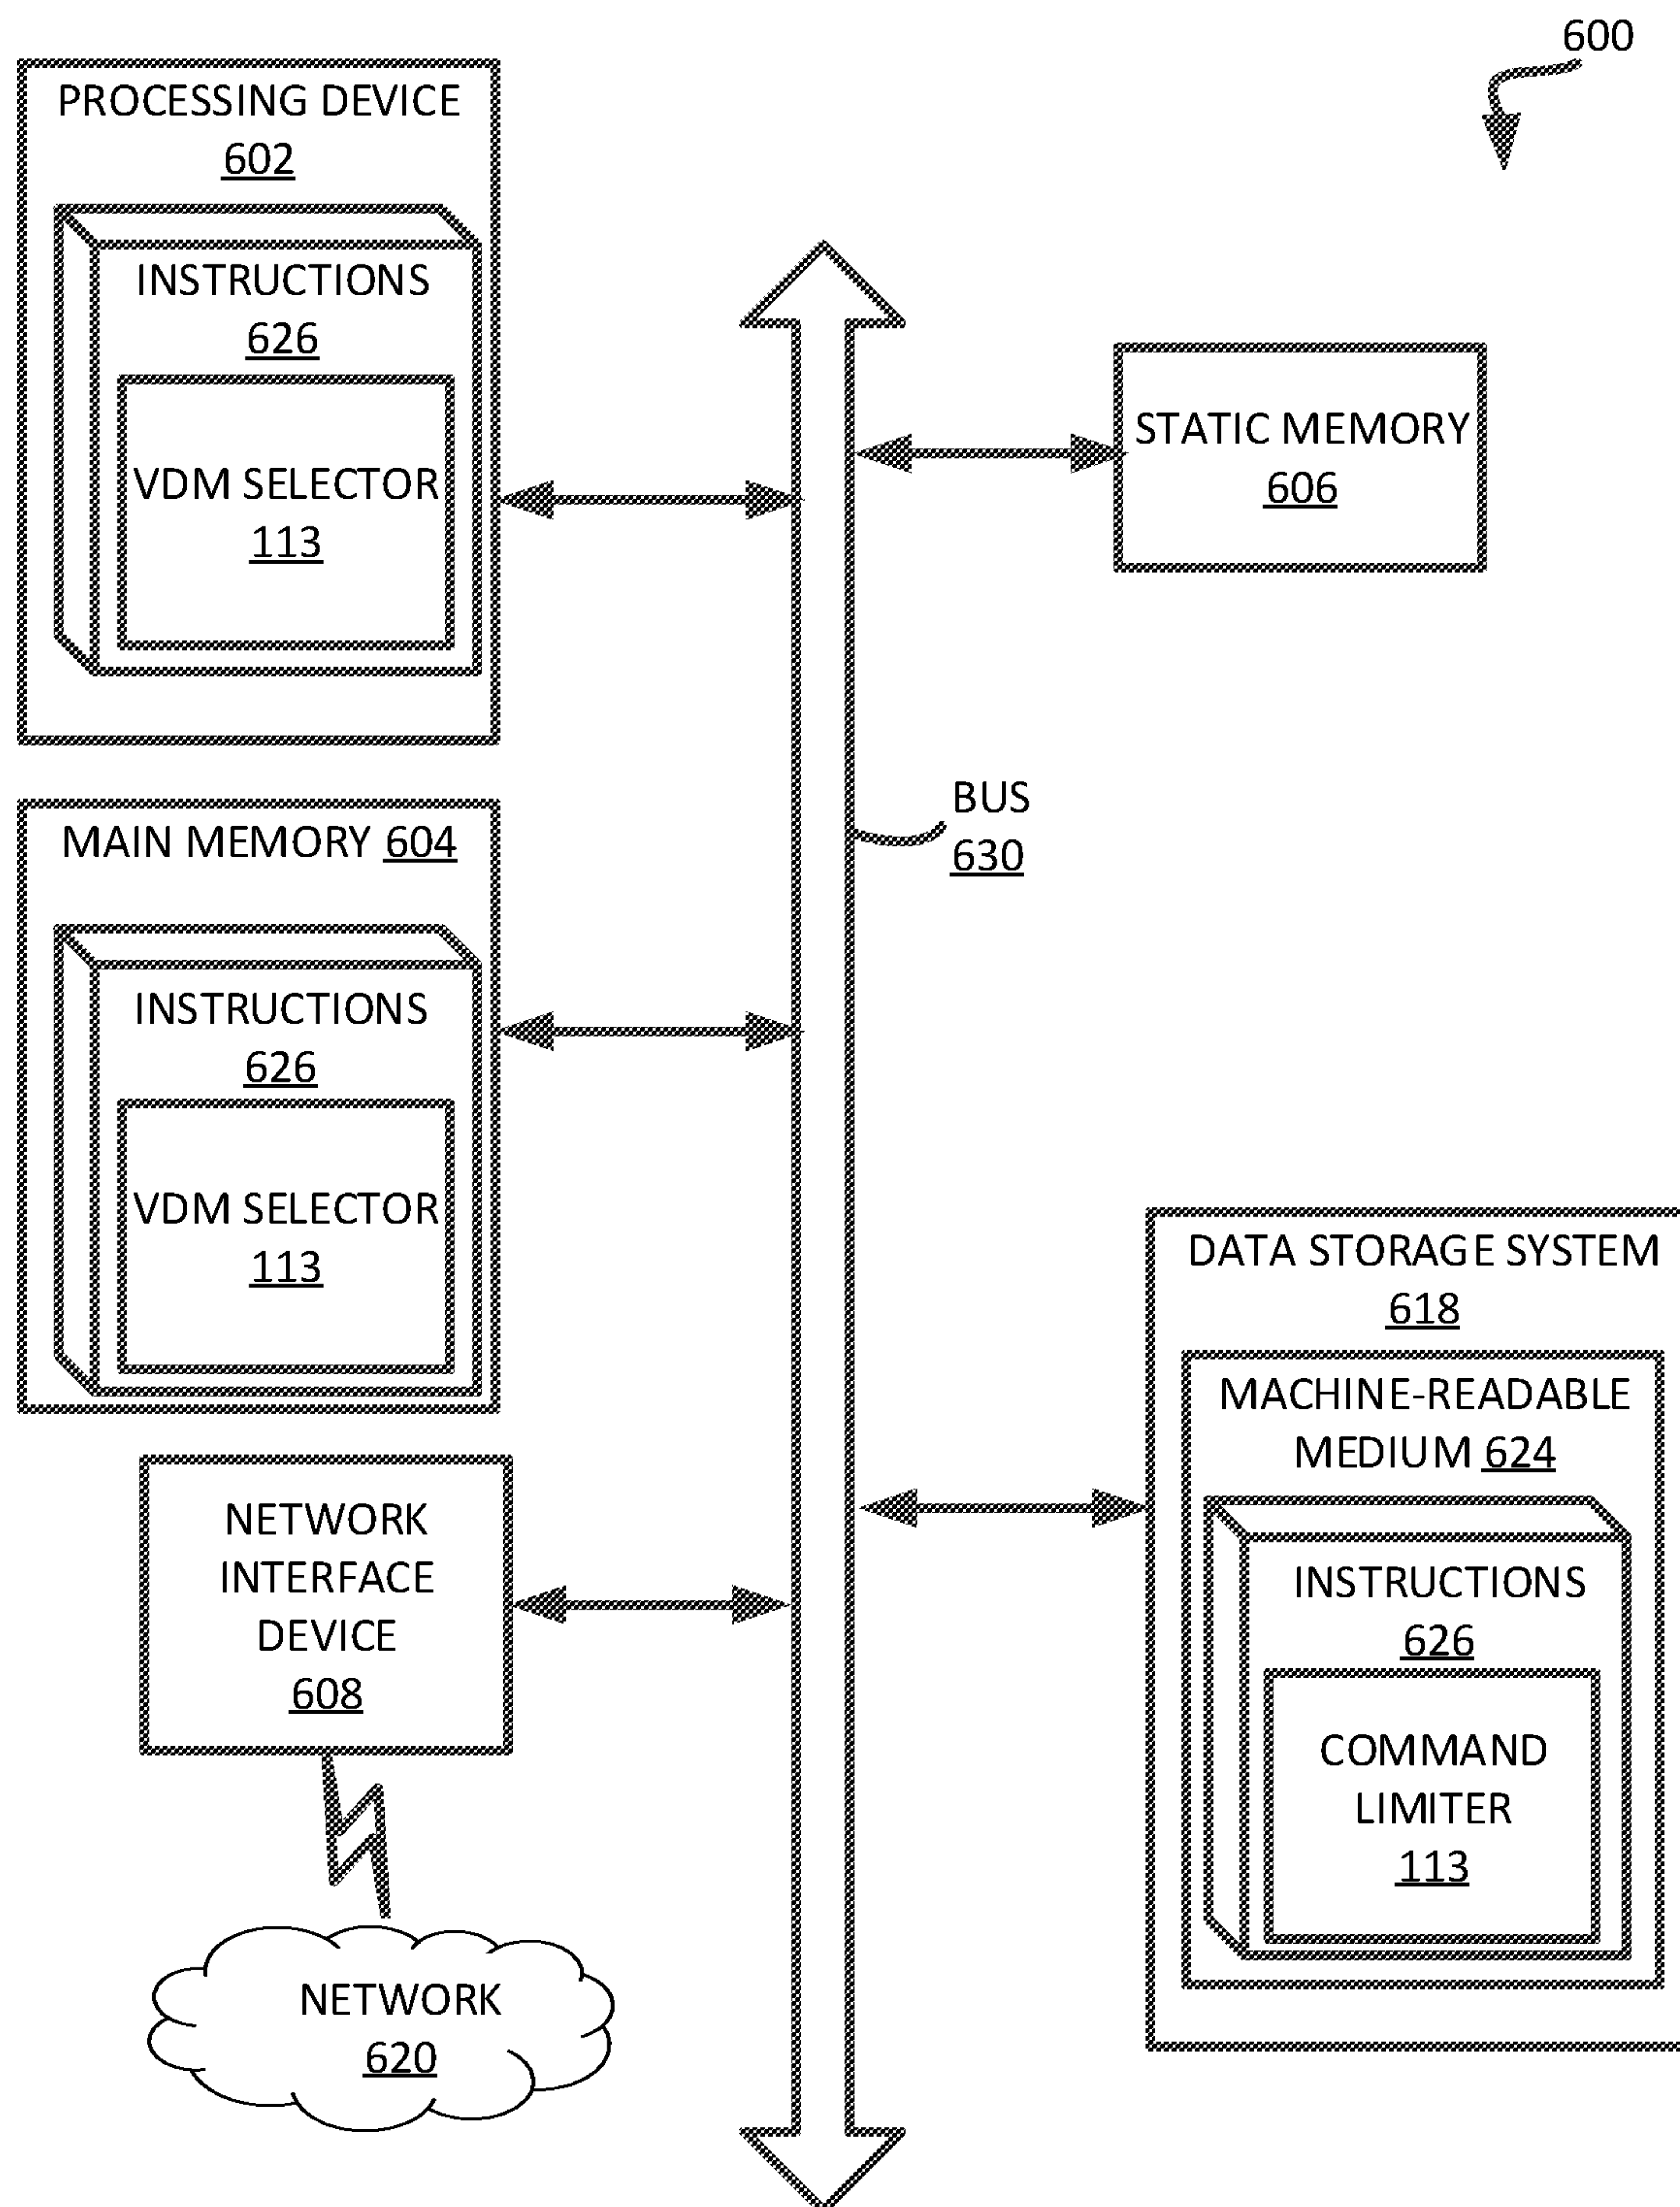 600
PROCESSING DEVICE
602
INSTRUCTIONS
626
VDM SELECTOR
113
STATIC MEMORY
606
BUS
630
MAIN MEMORY 604
INSTRUCTIONS
626
VDM SELECTOR
113
DATA STORAGE SYSTEM
618
MACHINE-READABLE
MEDIUM 624
INSTRUCTIONS
626
COMMAND
LIMITER
113
NETWORK
INTERFACE
DEVICE
608
NETWORK
620